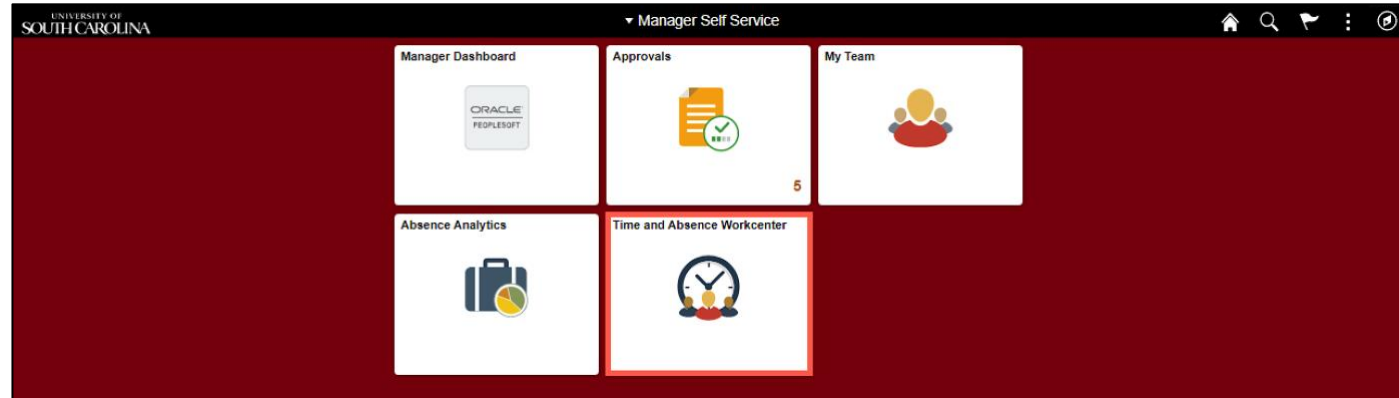 UNIVERSITY OF
SOUTH CAROLINA
Manager Self Service
Manager Dashboard
Approvals
My Team
ORACLE
PEOPLESOFT
5
Absence Analytics
Time and Absence Workcenter